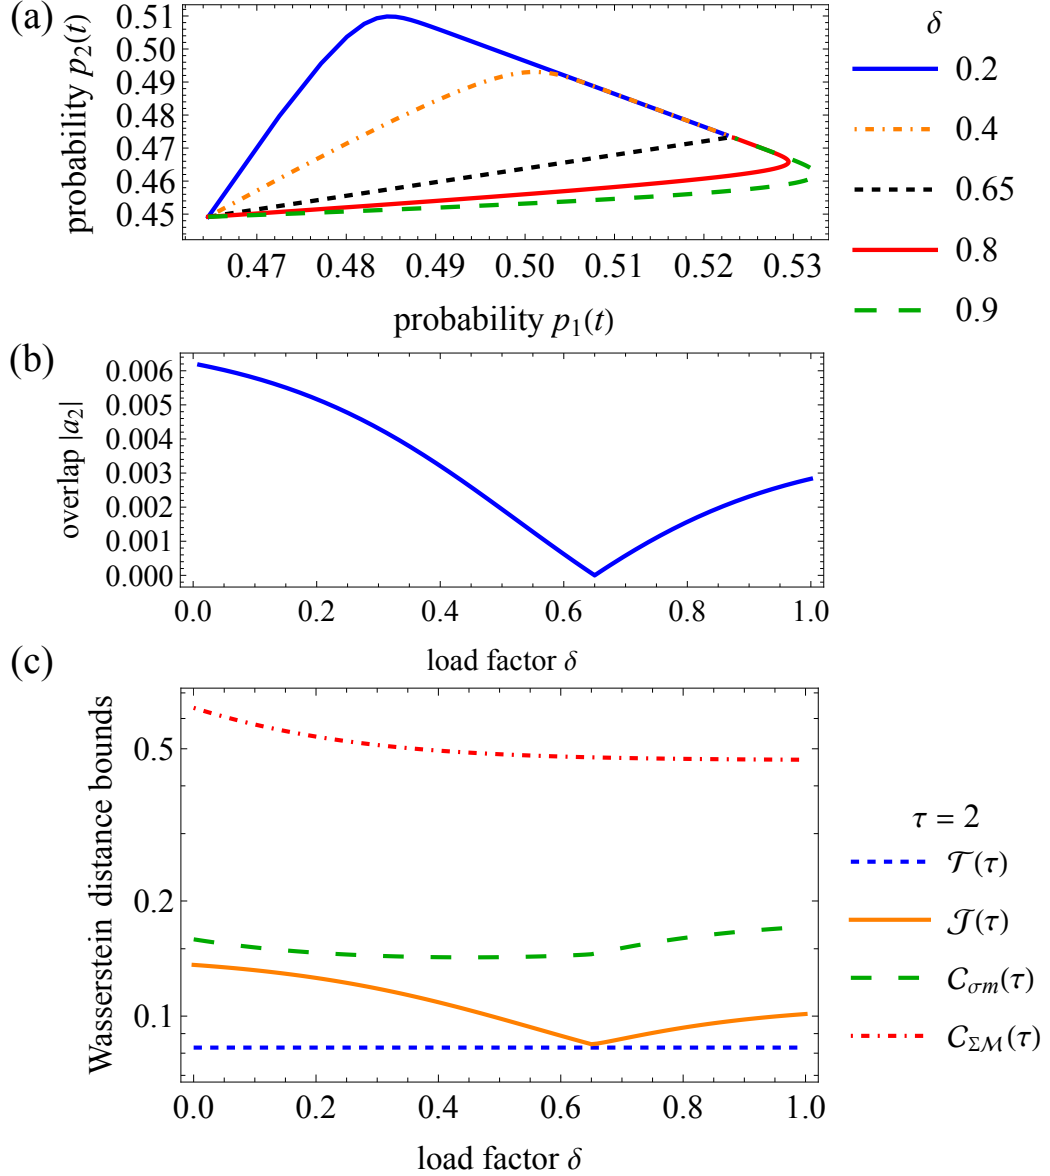 (a)
probability p₂(t)
0.51
0.50
0.49
0.48
0.47
0.46
0.45
0.47 0.48 0.49 0.50 0.51 0.52 0.53
probability p₁(t)
δ
0.2
0.4
0.65
0.8
0.9
(b)
overlap |a₂|
0.006
0.005
0.004
0.003
0.002
0.001
0.000
0.0 0.2 0.4 0.6 0.8 1.0
load factor δ
(c)
Wasserstein distance bounds
0.5
0.2
0.1
0.0 0.2 0.4 0.6 0.8 1.0
load factor δ
τ = 2
𝒯(τ)
𝒥(τ)
𝒞σm(τ)
𝒞Σℳ(τ)